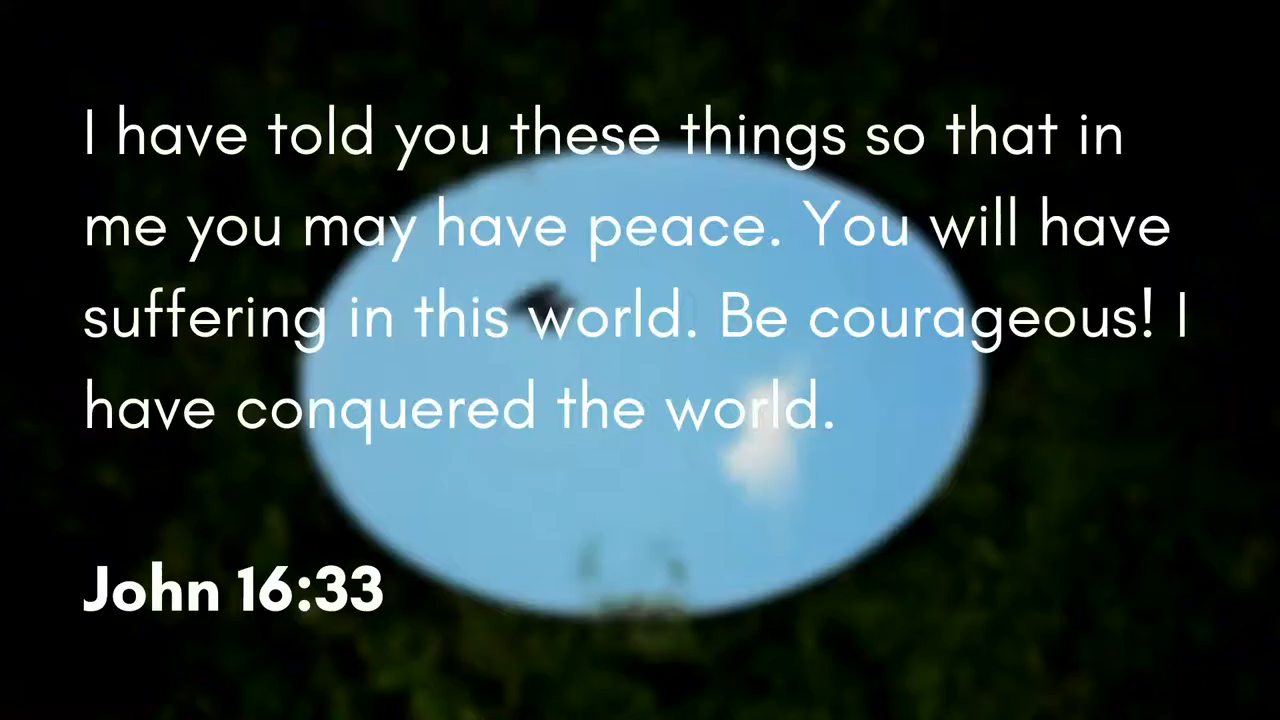 I have told you these things so that in
me you may have peace. You will have
suffering in this world. Be courageous! I
have conquered the world.
John 16:33